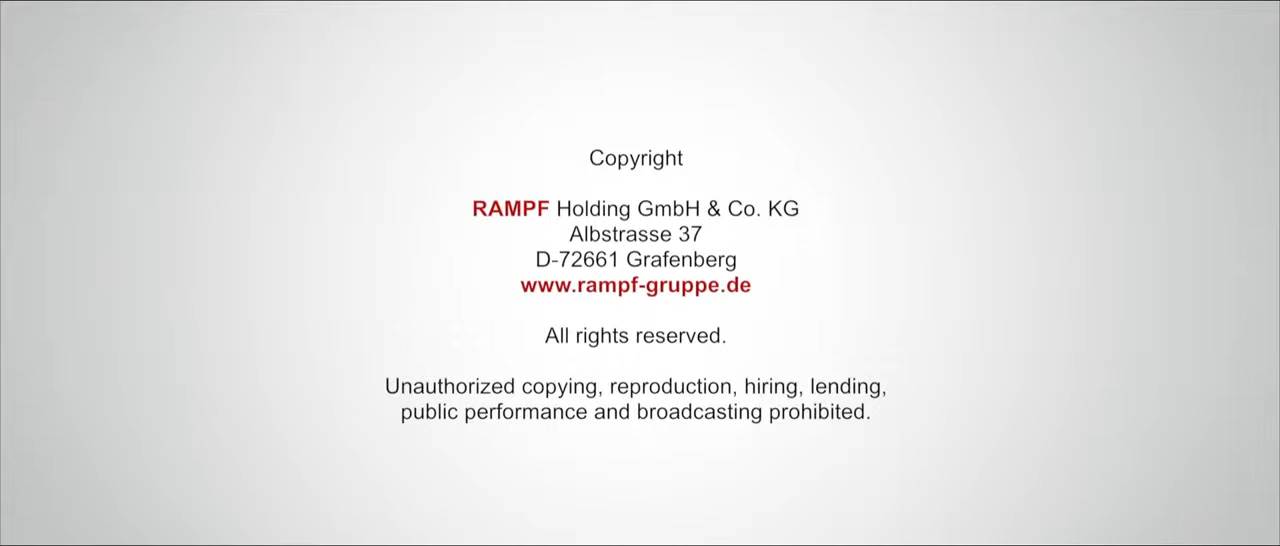 Copyright
RAMPF Holding GmbH & Co. KG
Albstrasse 37
D-72661 Grafenberg
www.rampf-gruppe.de
All rights reserved.
Unauthorized copying, reproduction, hiring, lending,
public performance and broadcasting prohibited.